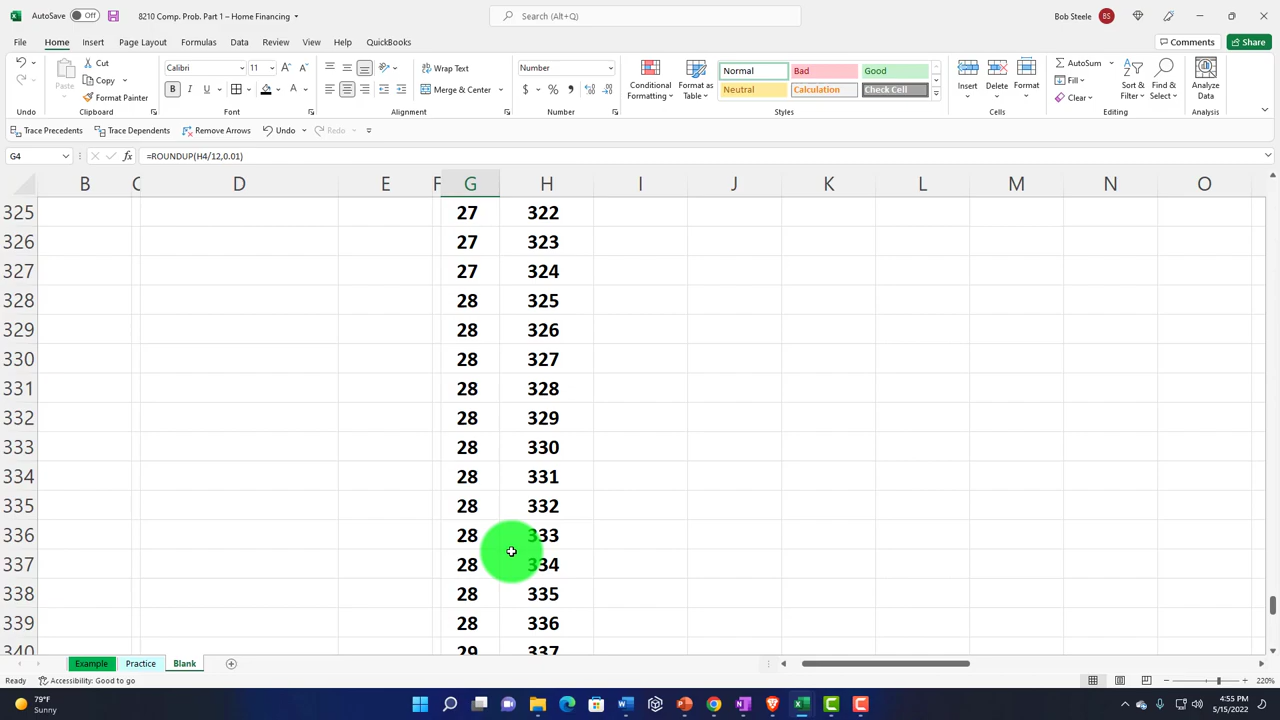 AutoSave Off 8210 Comp. Prob. Part 1 – Home Financing Search (Alt+Q) Bob Steele BS
File Home Insert Page Layout Formulas Data Review View Help QuickBooks Comments Share
Undo Paste Cut Copy Format Painter Clipboard
Calibri 11 A A B I U A Font
Wrap Text Merge & Center Alignment
Number $ % , Number
Conditional Formatting Format as Table Normal Bad Good Neutral Calculation Check Cell Styles
Insert Delete Format Cells
AutoSum Fill Clear Sort & Filter Find & Select Editing
Analyze Data Analysis
Trace Precedents Trace Dependents Remove Arrows Undo Redo
G4 fx =ROUNDUP(H4/12,0.01)
B C D E F G H I J K L M N O
325 27 322
326 27 323
327 27 324
328 28 325
329 28 326
330 28 327
331 28 328
332 28 329
333 28 330
334 28 331
335 28 332
336 28 333
337 28 334
338 28 335
339 28 336
340 29 337
Example Practice Blank
Ready Accessibility: Good to go 220%
79°F
Sunny
4:55 PM
5/15/2022